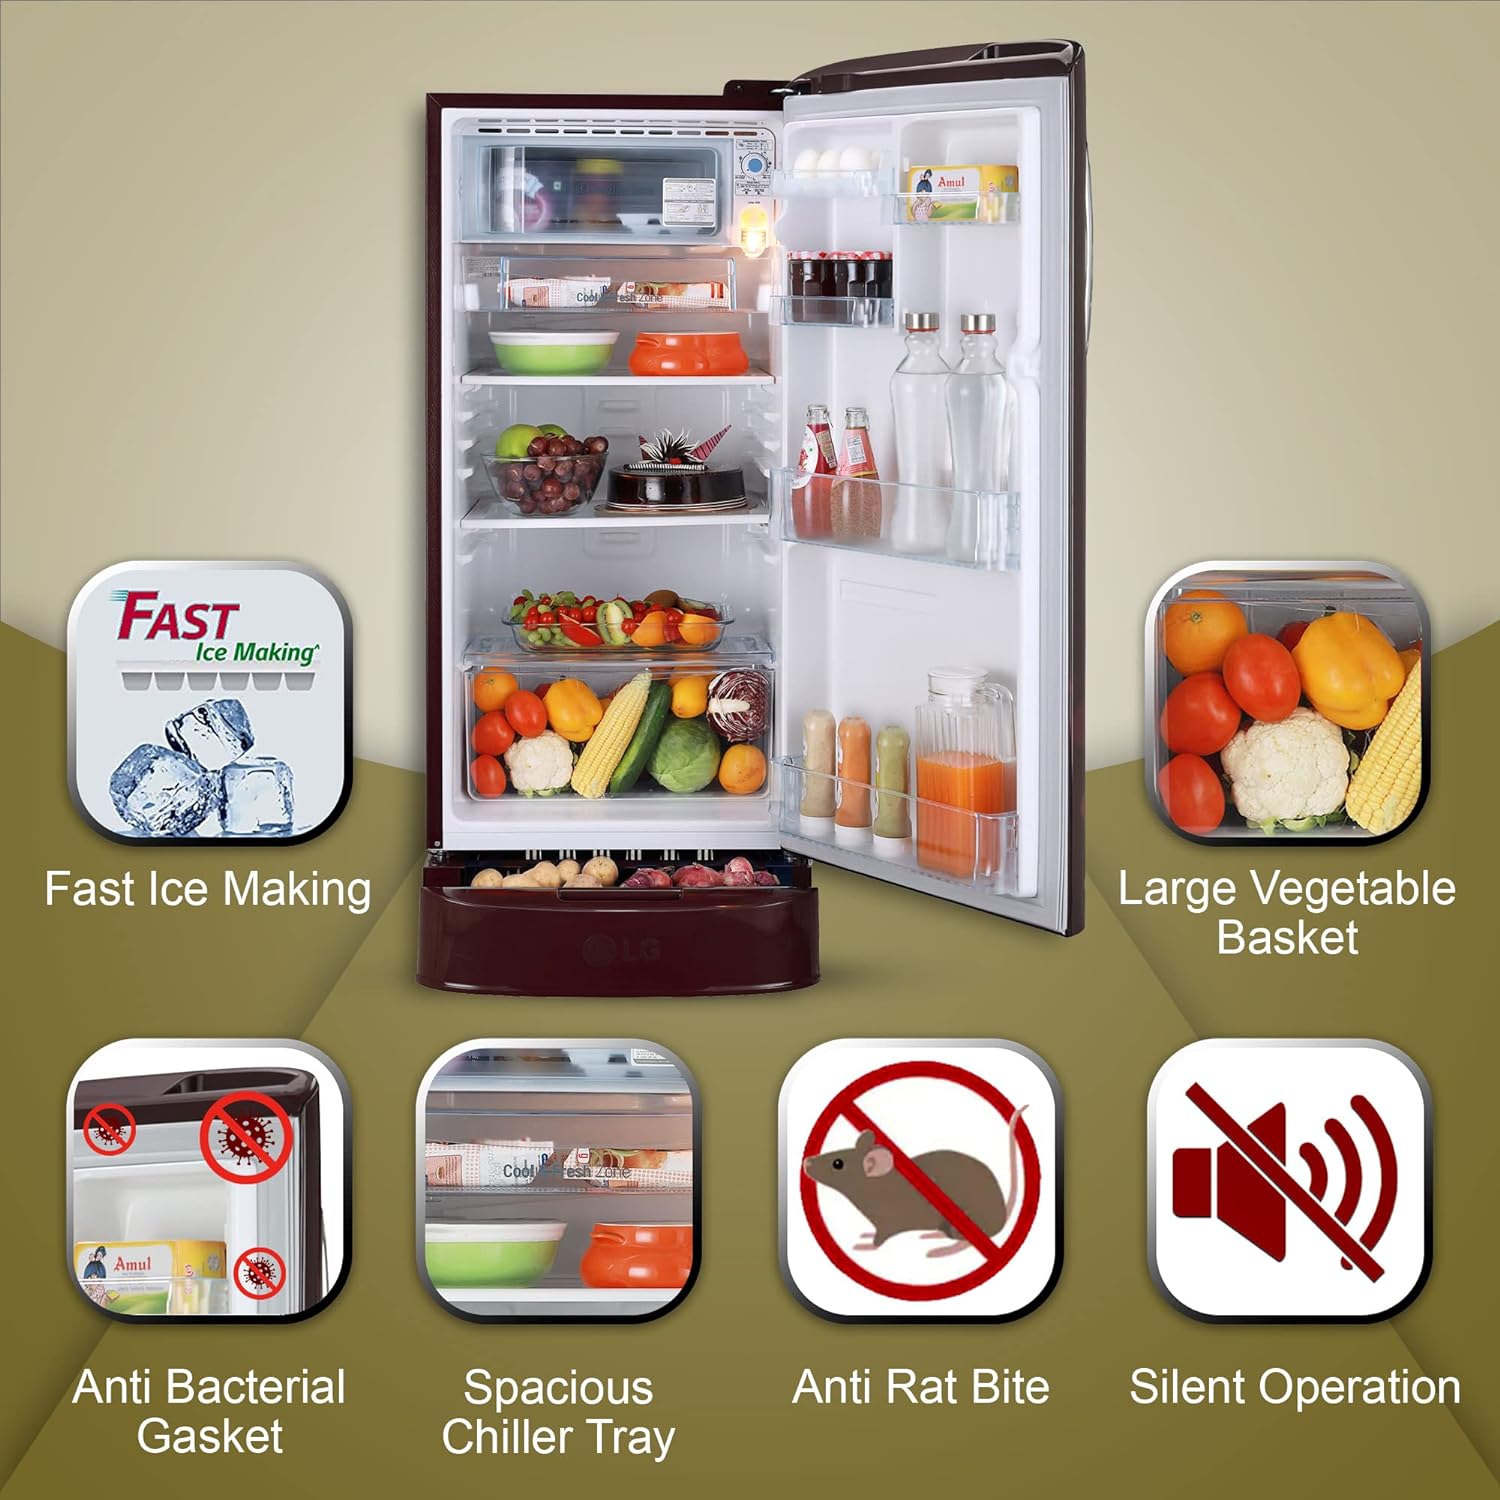 Amul
Cool Fresh Zone
LG
FAST
Ice Making^
Fast Ice Making
Large Vegetable
Basket
Amul
Anti Bacterial
Gasket
Cool Fresh Zone
Spacious
Chiller Tray
Anti Rat Bite
Silent Operation